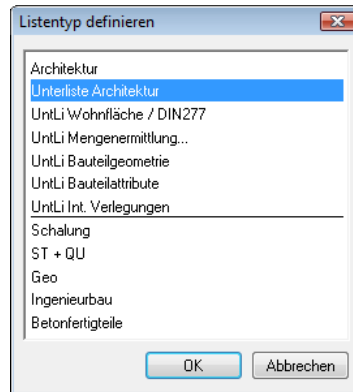 Listentyp definieren
Architektur
Unterliste Architektur
UntLi Wohnfläche / DIN277
UntLi Mengenermittlung...
UntLi Bauteilgeometrie
UntLi Bauteilattribute
UntLi Int. Verlegungen
Schalung
ST + QU
Geo
Ingenieurbau
Betonfertigteile
OK Abbrechen